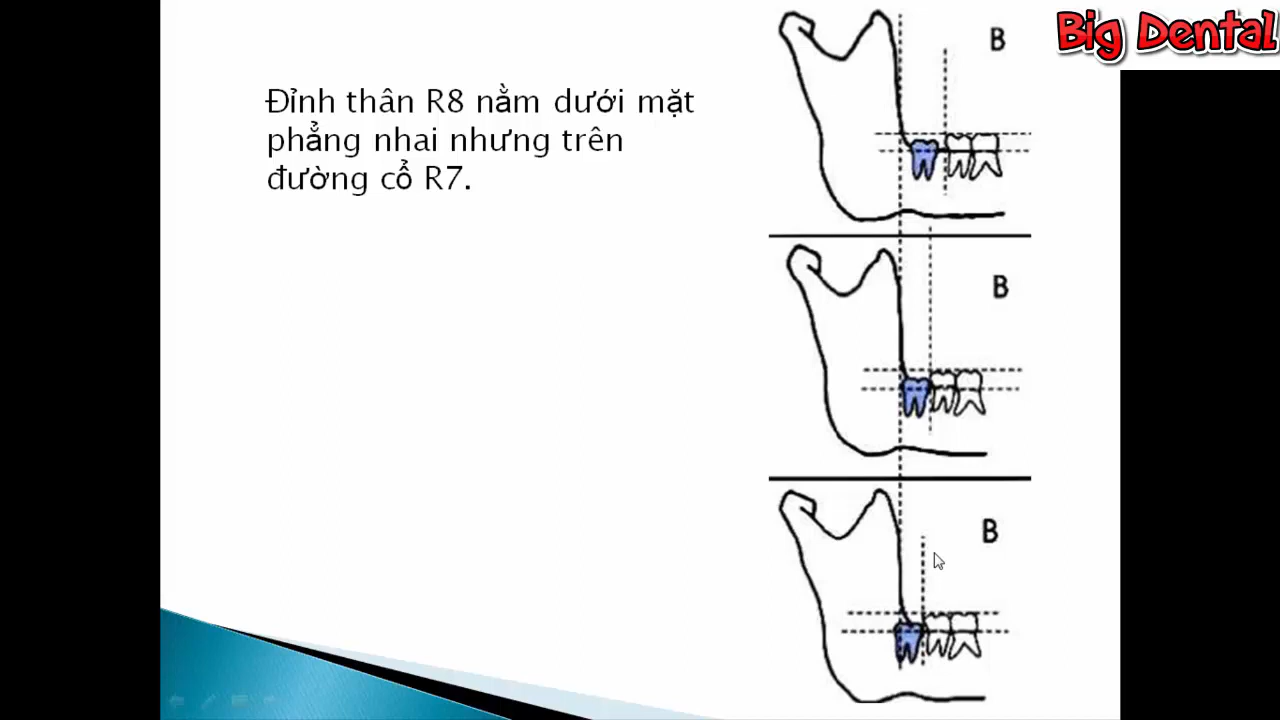 Big Dental
Đỉnh thân R8 nằm dưới mặt
phẳng nhai nhưng trên
đường cổ R7.
B
B
B